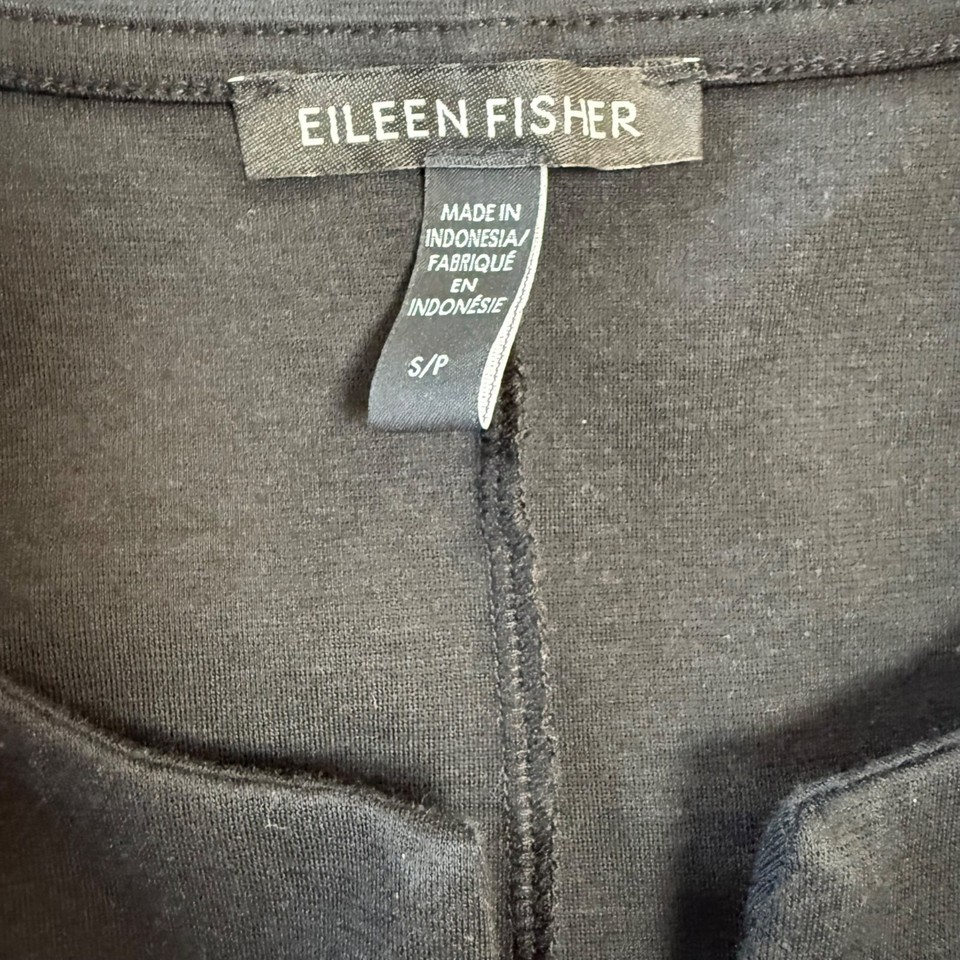 EILEEN FISHER
MADE IN
INDONESIA/
FABRIQUÉ
EN
INDONÉSIE
S/P